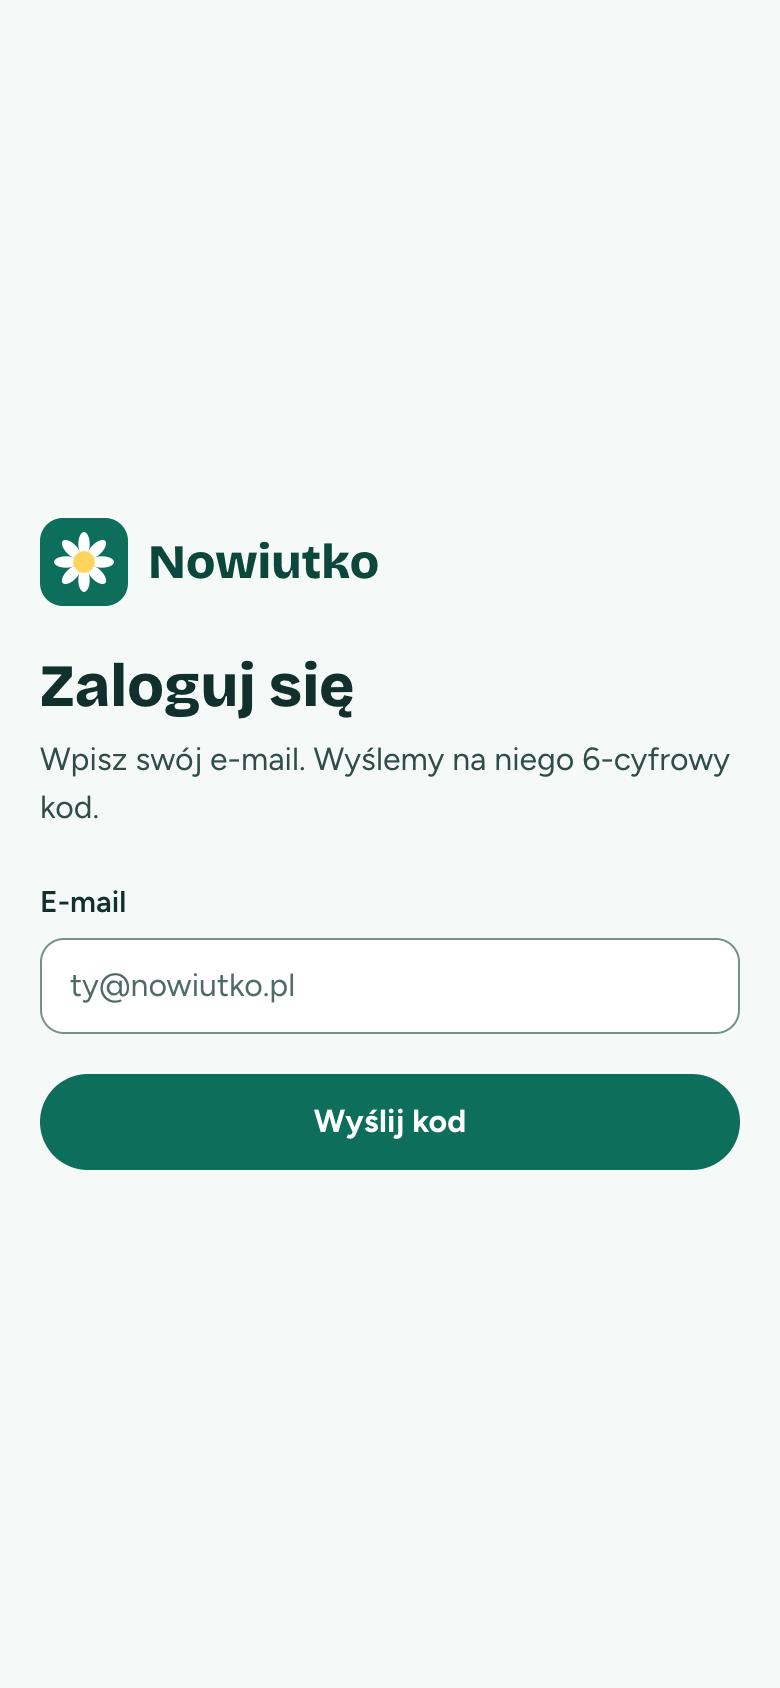 Nowiutko
Zaloguj się
Wpisz swój e-mail. Wyślemy na niego 6-cyfrowy
kod.
E-mail
ty@nowiutko.pl
Wyślij kod